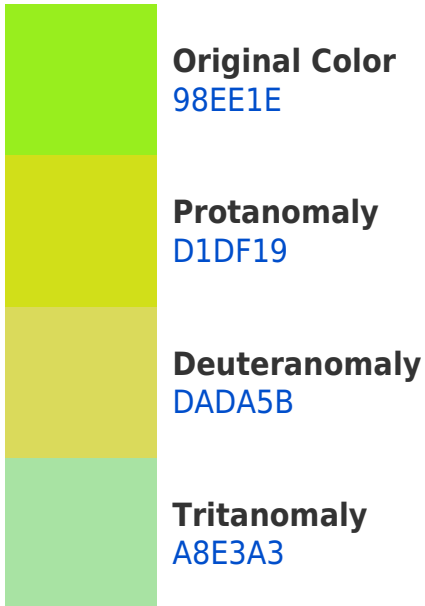 Original Color
98EE1E
Protanomaly
D1DF19
Deuteranomaly
DADA5B
Tritanomaly
A8E3A3